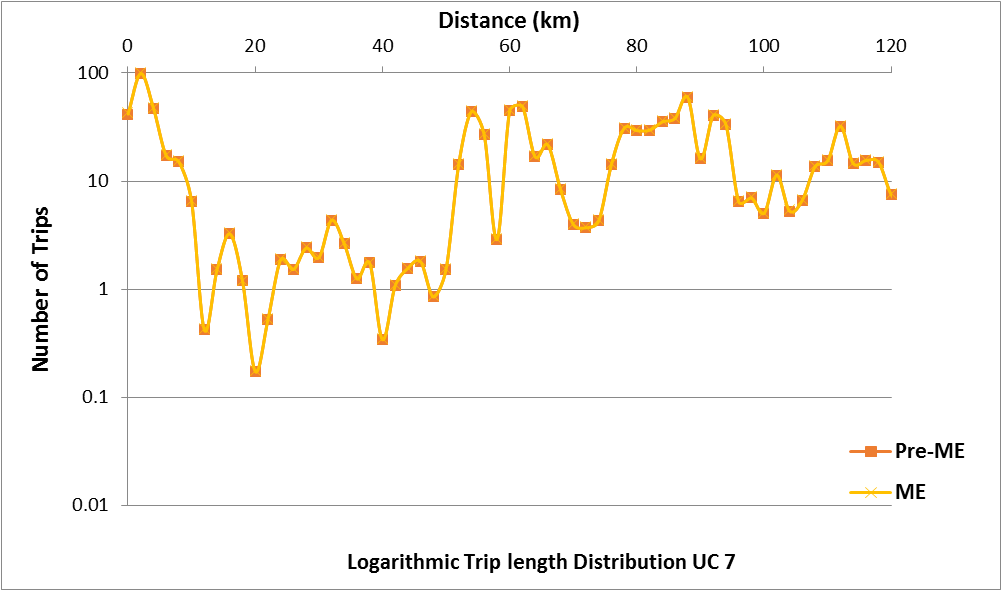 Distance (km)
0 20 40 60 80 100 120
100
10
1
0.1
0.01
Number of Trips
Pre-ME
ME
Logarithmic Trip length Distribution UC 7